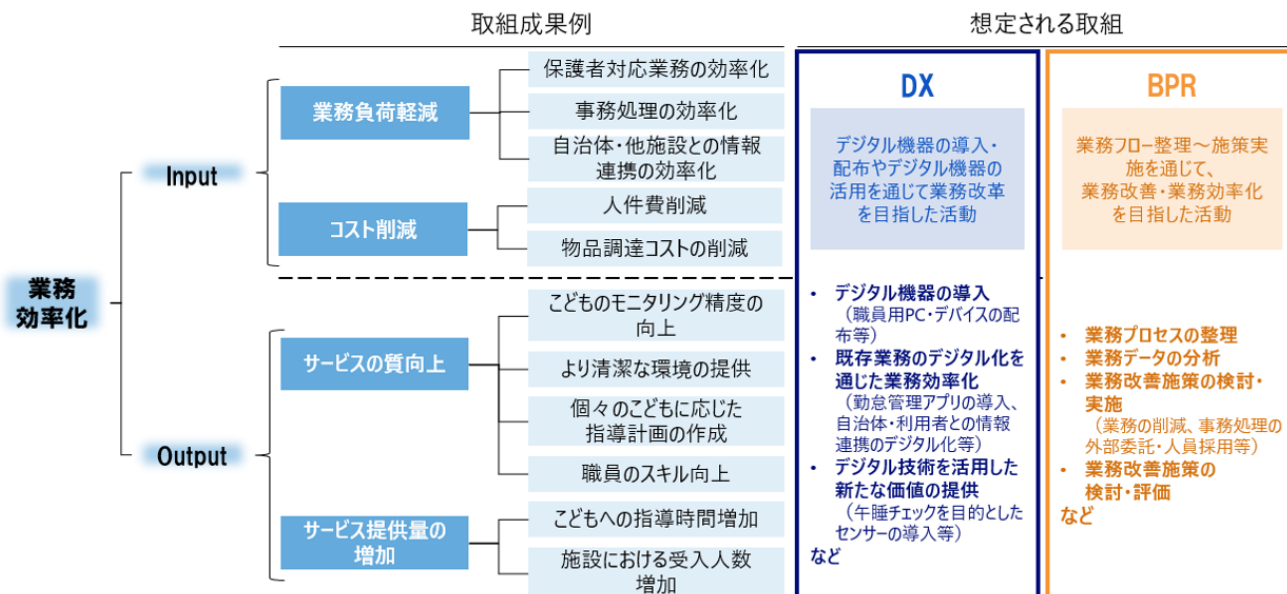 取組成果例
想定される取組
業務
効率化
Input
業務負荷軽減
保護者対応業務の効率化
事務処理の効率化
自治体・他施設との情報
連携の効率化
コスト削減
人件費削減
物品調達コストの削減
Output
サービスの質向上
こどものモニタリング精度の
向上
より清潔な環境の提供
個々のこどもに応じた
指導計画の作成
職員のスキル向上
サービス提供量の
増加
こどもへの指導時間増加
施設における受入人数
増加
DX
デジタル機器の導入・
配布やデジタル機器の
活用を通じて業務改革
を目指した活動
• デジタル機器の導入
（職員用PC・デバイスの配
布等）
• 既存業務のデジタル化を
通じた業務効率化
（勤怠管理アプリの導入、
自治体・利用者との情報
連携のデジタル化等）
• デジタル技術を活用した
新たな価値の提供
（午睡チェックを目的とした
センサーの導入等）
など
BPR
業務フロー整理～施策実
施を通じて、
業務改善・業務効率化
を目指した活動
• 業務プロセスの整理
• 業務データの分析
• 業務改善施策の検討・
実施
（業務の削減、事務処理の
外部委託・人員採用等）
• 業務改善施策の
検討・評価
など